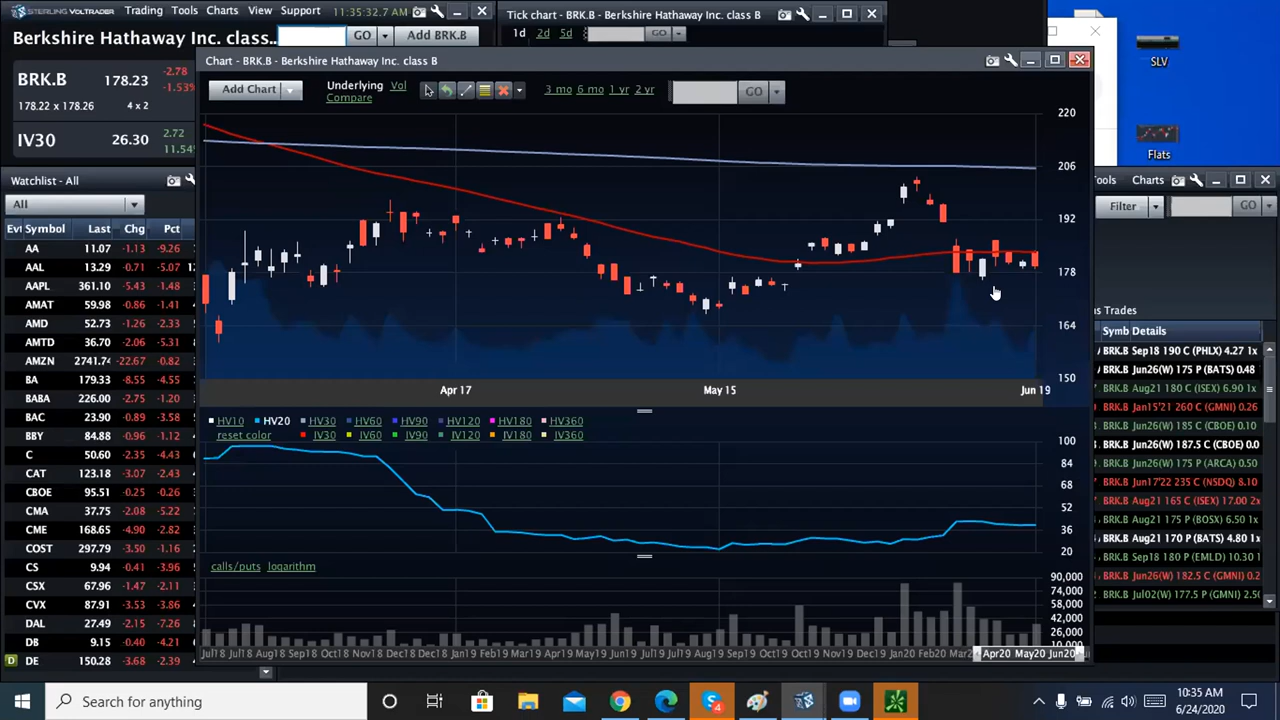 STERLING VOLTRADER Trading Tools Charts View Support 11:35:32.7 AM
Tick chart - BRK.B - Berkshire Hathaway Inc. class B
Berkshire Hathaway Inc. class.. GO Add BRK.B
1d 2d 5d GO
Chart - BRK.B - Berkshire Hathaway Inc. class B
BRK.B 178.23 -2.78
-1.53%
178.22 x 178.26 4 x 2
IV30 26.30 2.72
11.54
Add Chart Underlying Vol
Compare
3 mo 6 mo 1 yr 2 yr GO
220
206
192
178
164
150
Apr 17 May 15 Jun 19
HV10 HV20 HV30 HV60 HV90 HV120 HV180 HV360
reset color IV30 IV60 IV90 IV120 IV180 IV360
100
84
68
52
36
20
calls/puts logarithm
90,000
74,000
58,000
42,000
26,000
10,000
Jul18 Jul18 Aug18 Sep18 Oct18 Nov18 Dec18 Jan19 Feb19 Mar19 Apr19 May19 Jun19 Jul19 Aug19 Sep19 Oct19 Nov19 Dec19 Jan20 Feb20 Mar Apr20 May20 Jun20
Watchlist - All
All
Evt Symbol Last Chg Pct
AA 11.07 -1.13 -9.26
AAL 13.29 -0.71 -5.07
AAPL 361.10 -5.43 -1.48
AMAT 59.98 -0.86 -1.41
AMD 52.73 -1.26 -2.33
AMTD 36.70 -2.06 -5.31
AMZN 2741.74 -22.67 -0.82
BA 179.33 -8.55 -4.55
BABA 226.00 -2.75 -1.20
BAC 23.90 -0.89 -3.58
BBY 84.88 -0.96 -1.12
C 50.60 -2.35 -4.43
CAT 123.18 -3.07 -2.43
CBOE 95.51 -0.25 -0.26
CMA 37.75 -2.08 -5.22
CME 168.65 -4.90 -2.82
COST 297.79 -3.50 -1.16
CS 9.94 -0.41 -3.96
CSX 67.96 -1.47 -2.11
CVX 87.91 -3.53 -3.86
DAL 27.49 -2.15 -7.26
DB 9.15 -0.40 -4.21
D DE 150.28 -3.68 -2.39
SLV
Flats
Tools Charts
Filter GO
us Trades
Symb Details
BRK.B Sep18 190 C (PHLX) 4.27 1x
BRK.B Jun26(W) 175 P (BATS) 0.48
BRK.B Aug21 180 C (ISEX) 6.90 1x
BRK.B Jan15'21 260 C (GMNI) 0.26
BRK.B Jun26(W) 185 C (CBOE) 0.10
BRK.B Jun26(W) 187.5 C (CBOE) 0
BRK.B Jun26(W) 175 P (ARCA) 0.50
BRK.B Jun17'22 235 C (NSDQ) 8.10
BRK.B Aug21 165 C (ISEX) 17.00 2x
BRK.B Aug21 175 P (BOSX) 6.50 1x
BRK.B Aug21 170 P (BATS) 4.80 1x
BRK.B Sep18 180 P (EMLD) 10.30 1
BRK.B Jun26(W) 182.5 C (GMNI) 0.2
BRK.B Jul02(W) 177.5 P (GMNI) 1.8
Search for anything
4
10:35 AM
6/24/2020